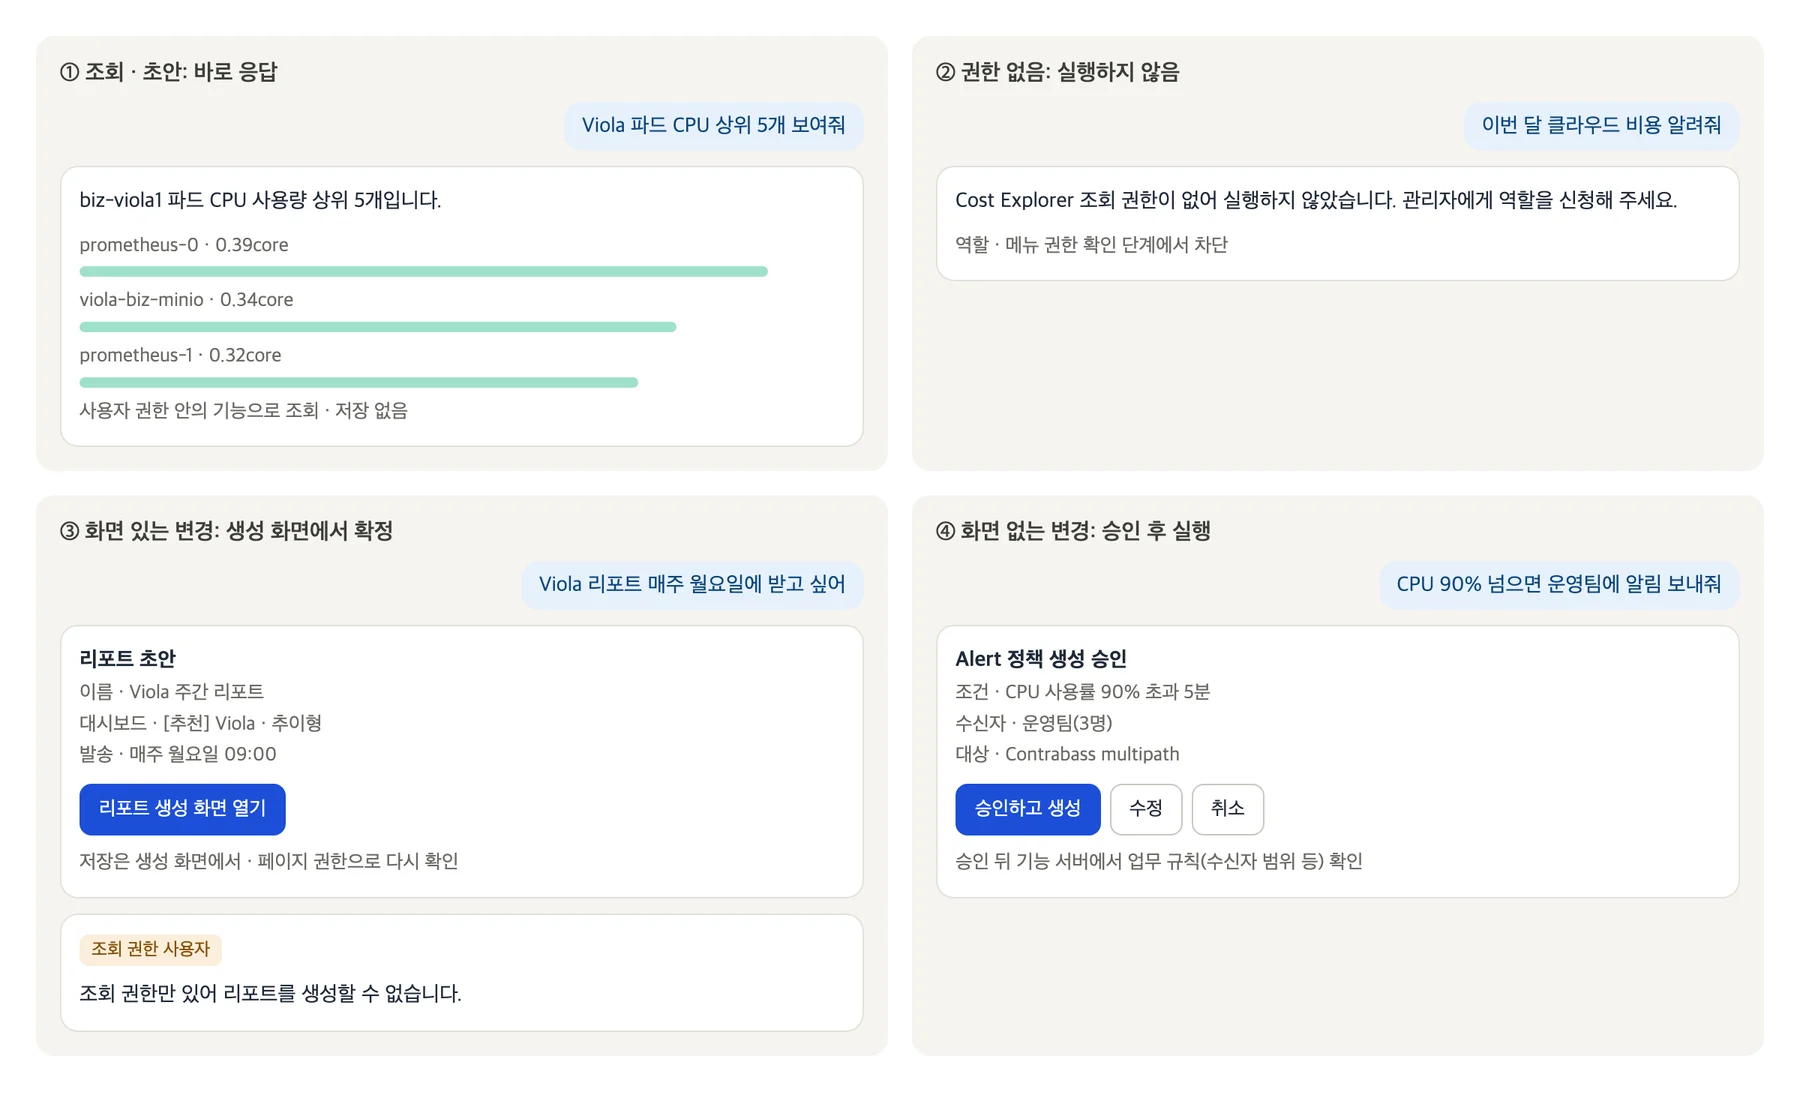 ① 조회 · 초안: 바로 응답
Viola 파드 CPU 상위 5개 보여줘
biz-viola1 파드 CPU 사용량 상위 5개입니다.
prometheus-0 · 0.39core
viola-biz-minio · 0.34core
prometheus-1 · 0.32core
사용자 권한 안의 기능으로 조회 · 저장 없음
② 권한 없음: 실행하지 않음
이번 달 클라우드 비용 알려줘
Cost Explorer 조회 권한이 없어 실행하지 않았습니다. 관리자에게 역할을 신청해 주세요.
역할 · 메뉴 권한 확인 단계에서 차단
③ 화면 있는 변경: 생성 화면에서 확정
Viola 리포트 매주 월요일에 받고 싶어
리포트 초안
이름 · Viola 주간 리포트
대시보드 · [추천] Viola · 추이형
발송 · 매주 월요일 09:00
리포트 생성 화면 열기
저장은 생성 화면에서 · 페이지 권한으로 다시 확인
조회 권한 사용자
조회 권한만 있어 리포트를 생성할 수 없습니다.
④ 화면 없는 변경: 승인 후 실행
CPU 90% 넘으면 운영팀에 알림 보내줘
Alert 정책 생성 승인
조건 · CPU 사용률 90% 초과 5분
수신자 · 운영팀(3명)
대상 · Contrabass multipath
승인하고 생성 수정 취소
승인 뒤 기능 서버에서 업무 규칙(수신자 범위 등) 확인